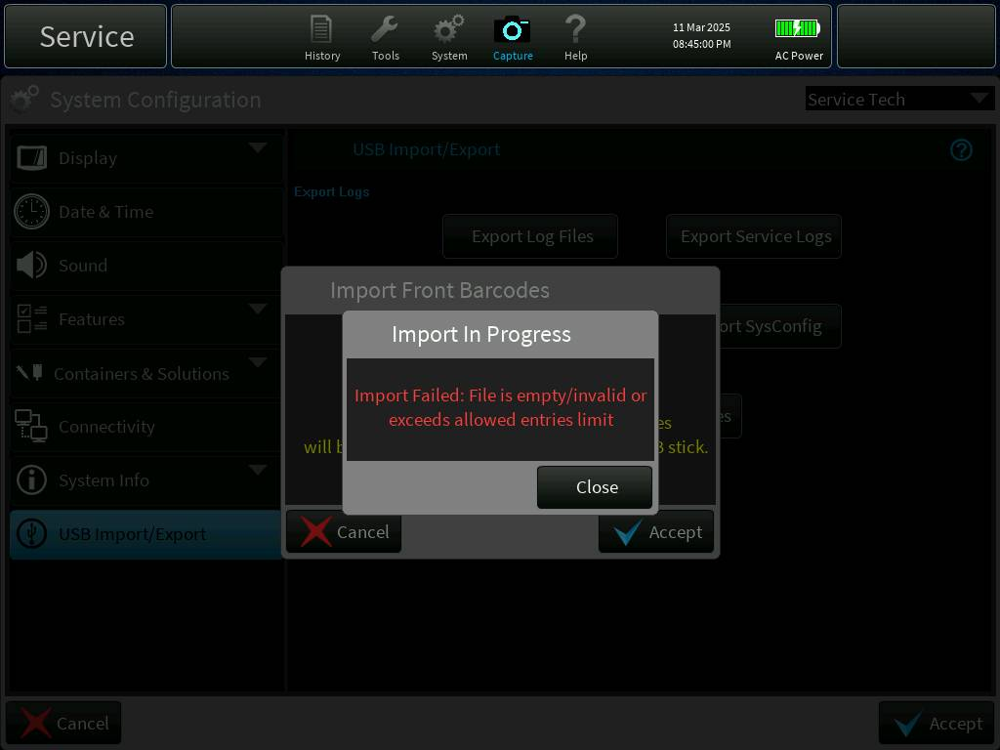 Service
History
Tools
System
Capture
Help
11 Mar 2025
08:45:00 PM
AC Power
System Configuration
Service Tech
Display
Date & Time
Sound
Features
Containers & Solutions
Connectivity
System Info
USB Import/Export
USB Import/Export
Export Logs
Export Log Files
Export Service Logs
ort SysConfig
es
Import Front Barcodes
es
will b
stick.
Cancel
Accept
Import In Progress
Import Failed: File is empty/invalid or
exceeds allowed entries limit
Close
Cancel
Accept